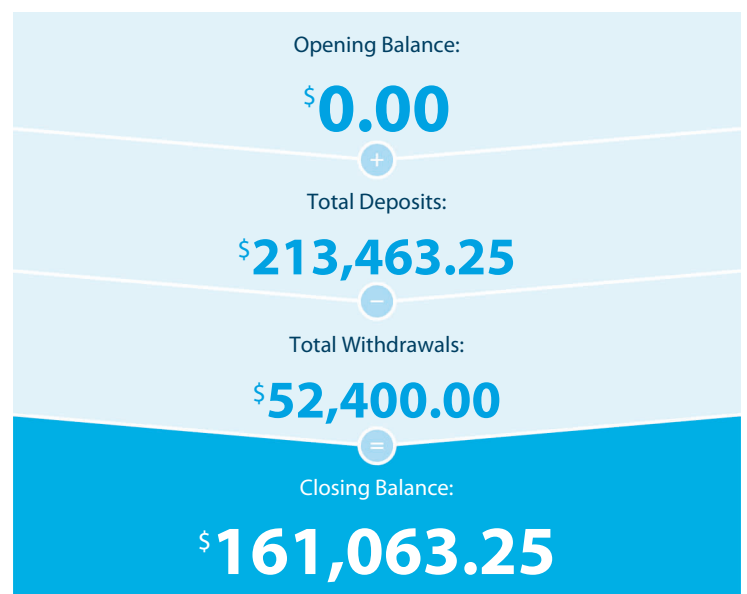 Opening Balance:
$0.00
+
Total Deposits:
$213,463.25
−
Total Withdrawals:
$52,400.00
=
Closing Balance:
$161,063.25